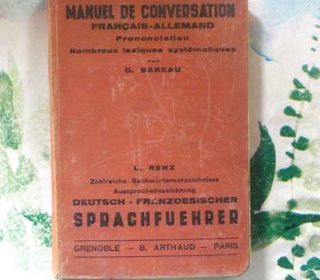 MANUEL DE CONVERSATION
FRANÇAIS-ALLEMAND
Prononciation
Nombreux lexiques systématiques
PAR
G. BAREAU
L. RENZ
Zahlreiche Sachwörterverzeichnisse
Aussprachebezeichnung
DEUTSCH - FRANZOESISCHER
SPRACHFUEHRER
GRENOBLE — B. ARTHAUD — PARIS